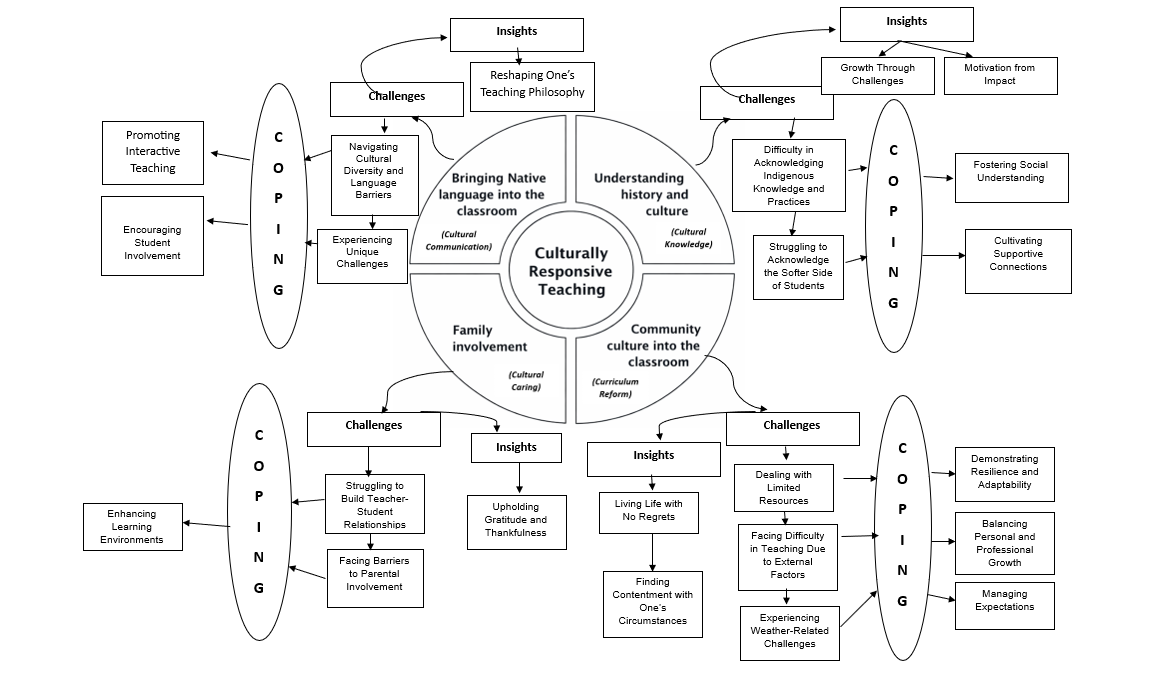 Insights
Reshaping One's
Teaching Philosophy
Challenges
Navigating
Cultural
Diversity and
Language
Barriers
Experiencing
Unique
Challenges
C
O
P
I
N
G
Promoting
Interactive
Teaching
Encouraging
Student
Involvement
Bringing Native
language into the
classroom
(Cultural
Communication)
Insights
Growth Through
Challenges
Motivation from
Impact
Challenges
Difficulty in
Acknowledging
Indigenous
Knowledge and
Practices
Struggling to
Acknowledge
the Softer Side
of Students
C
O
P
I
N
G
Fostering Social
Understanding
Cultivating
Supportive
Connections
Understanding
history and
culture
(Cultural
Knowledge)
Culturally
Responsive
Teaching
Family
involvement
(Cultural
Caring)
Challenges
Insights
Struggling to
Build Teacher-
Student
Relationships
Facing Barriers
to Parental
Involvement
Upholding
Gratitude and
Thankfulness
C
O
P
I
N
G
Enhancing
Learning
Environments
Community
culture into the
classroom
(Curriculum
Reform)
Insights
Living Life with
No Regrets
Finding
Contentment with
One's
Circumstances
Challenges
Dealing with
Limited
Resources
Facing Difficulty
in Teaching Due
to External
Factors
Experiencing
Weather-Related
Challenges
C
O
P
I
N
G
Demonstrating
Resilience and
Adaptability
Balancing
Personal and
Professional
Growth
Managing
Expectations